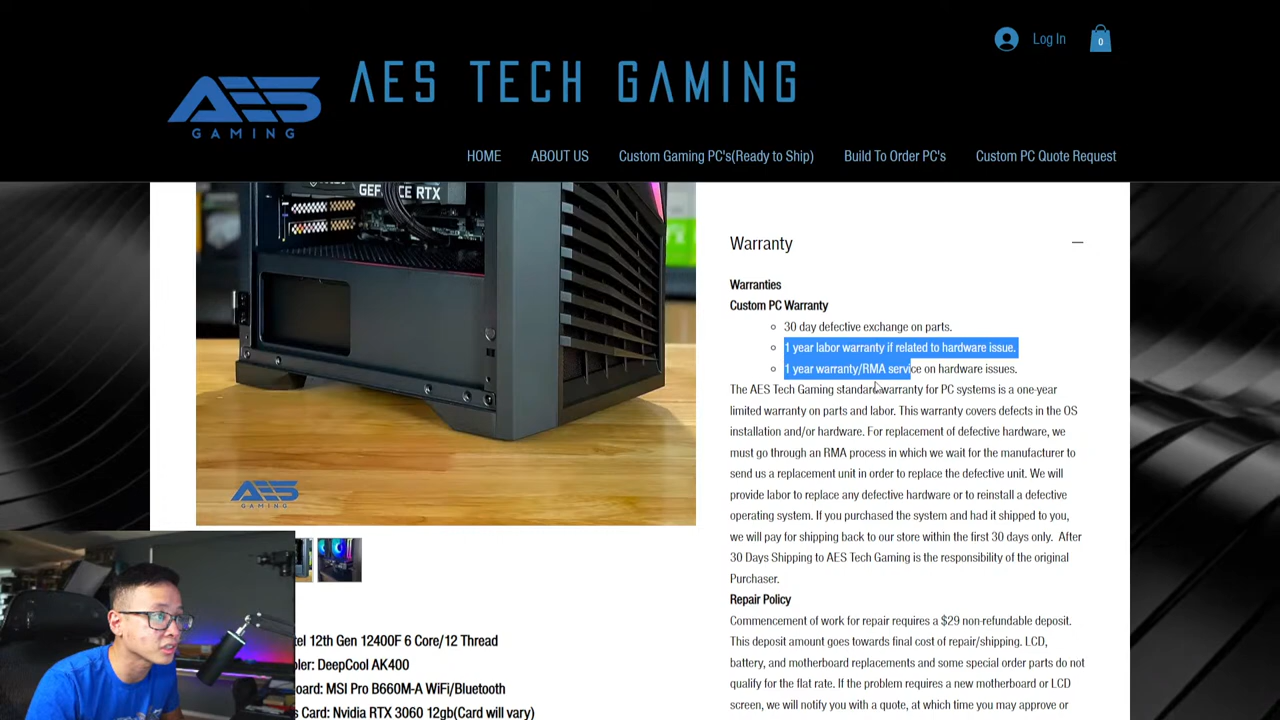 Log In
0
AES TECH GAMING
AES
GAMING
HOME
ABOUT US
Custom Gaming PC's(Ready to Ship)
Build To Order PC's
Custom PC Quote Request
GEFORCE RTX
AES
GAMING
Warranty
Warranties
Custom PC Warranty
30 day defective exchange on parts.
1 year labor warranty if related to hardware issue.
1 year warranty/RMA service on hardware issues.
The AES Tech Gaming standard warranty for PC systems is a one-year
limited warranty on parts and labor. This warranty covers defects in the OS
installation and/or hardware. For replacement of defective hardware, we
must go through an RMA process in which we wait for the manufacturer to
send us a replacement unit in order to replace the defective unit. We will
provide labor to replace any defective hardware or to reinstall a defective
operating system. If you purchased the system and had it shipped to you,
we will pay for shipping back to our store within the first 30 days only. After
30 Days Shipping to AES Tech Gaming is the responsibility of the original
Purchaser.
Repair Policy
Commencement of work for repair requires a $29 non-refundable deposit.
This deposit amount goes towards final cost of repair/shipping. LCD,
battery, and motherboard replacements and some special order parts do not
qualify for the flat rate. If the problem requires a new motherboard or LCD
screen, we will notify you with a quote, at which time you may approve or
ntel 12th Gen 12400F 6 Core/12 Thread
oler: DeepCool AK400
oard: MSI Pro B660M-A WiFi/Bluetooth
s Card: Nvidia RTX 3060 12gb(Card will vary)